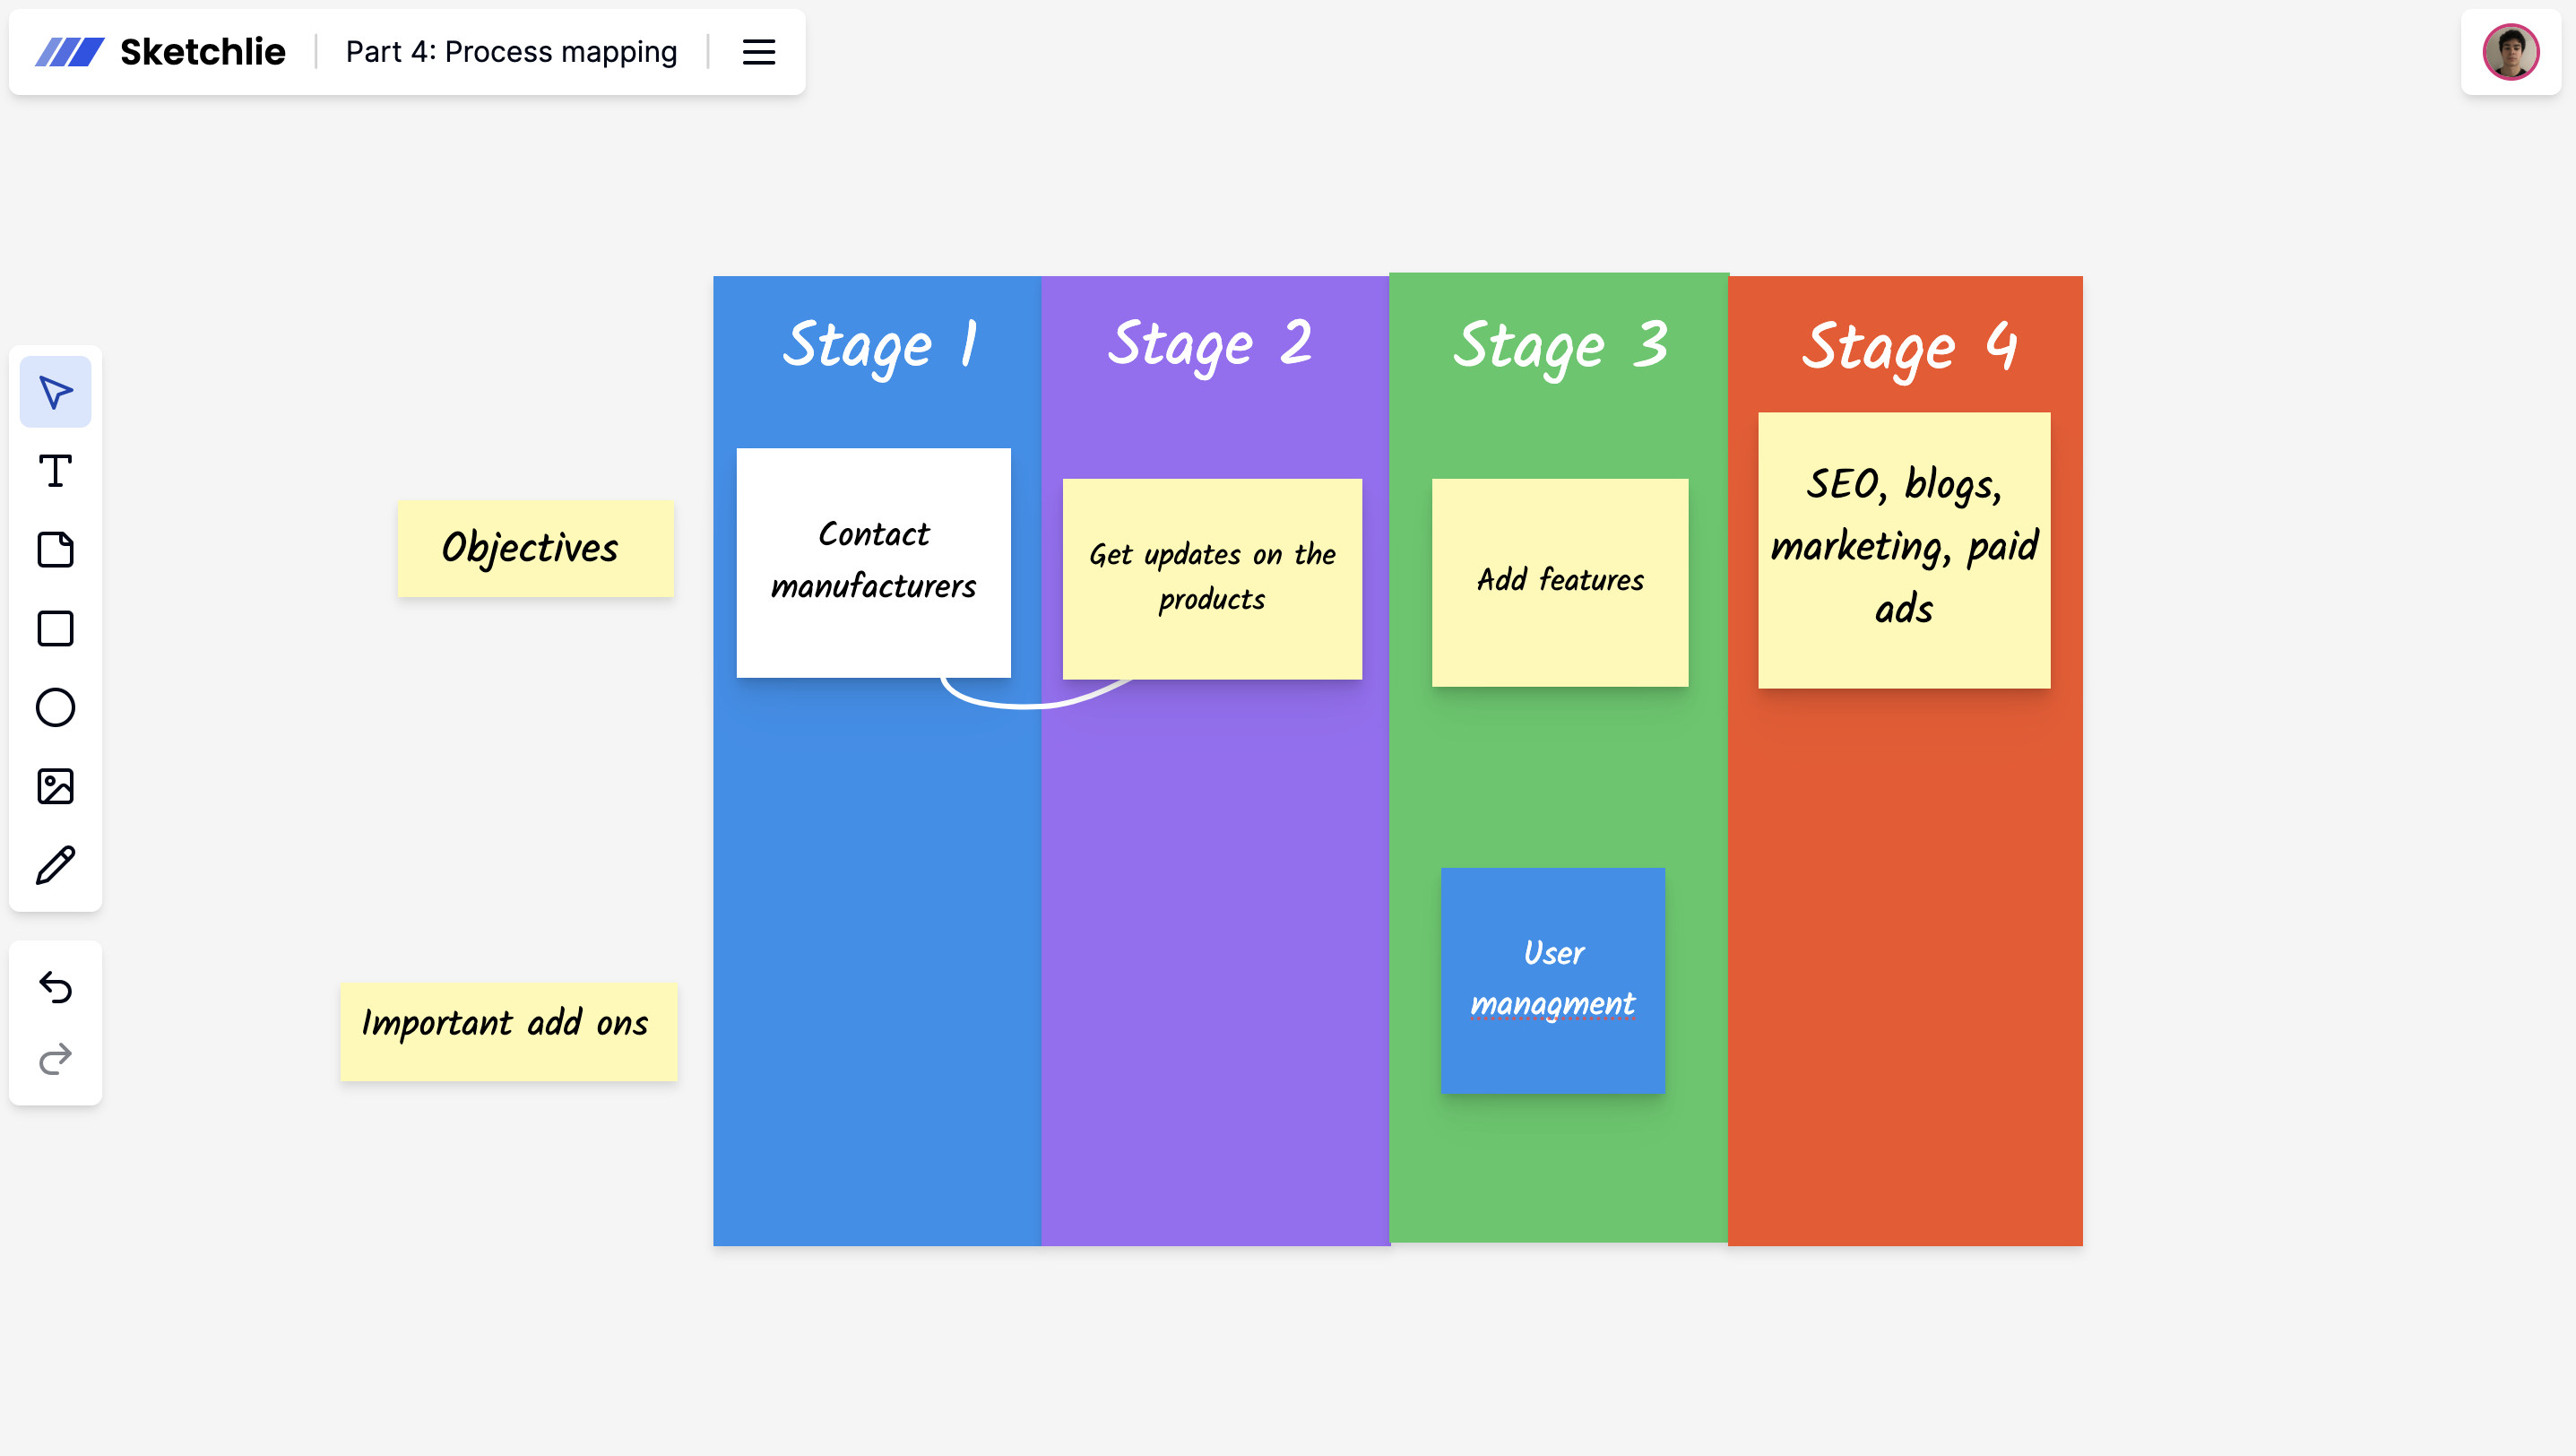 Sketchlie
Part 4: Process mapping
Stage 1
Stage 2
Stage 3
Stage 4
Objectives
Contact
manufacturers
Get updates on the
products
Add features
SEO, blogs,
marketing, paid
ads
Important add ons
User
managment